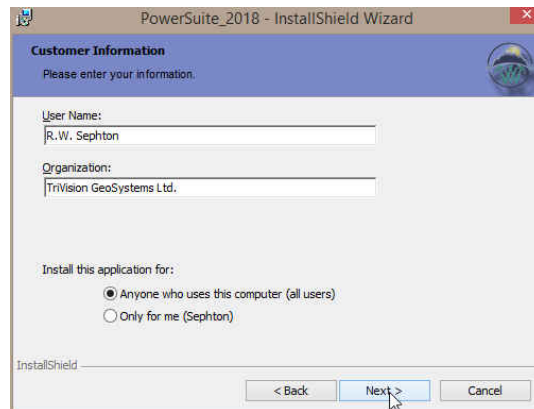 PowerSuite_2018 - InstallShield Wizard
Customer Information
Please enter your information.
User Name:
R.W. Sephton
Organization:
TriVision GeoSystems Ltd.
Install this application for:
Anyone who uses this computer (all users)
Only for me (Sephton)
InstallShield
< Back
Next >
Cancel